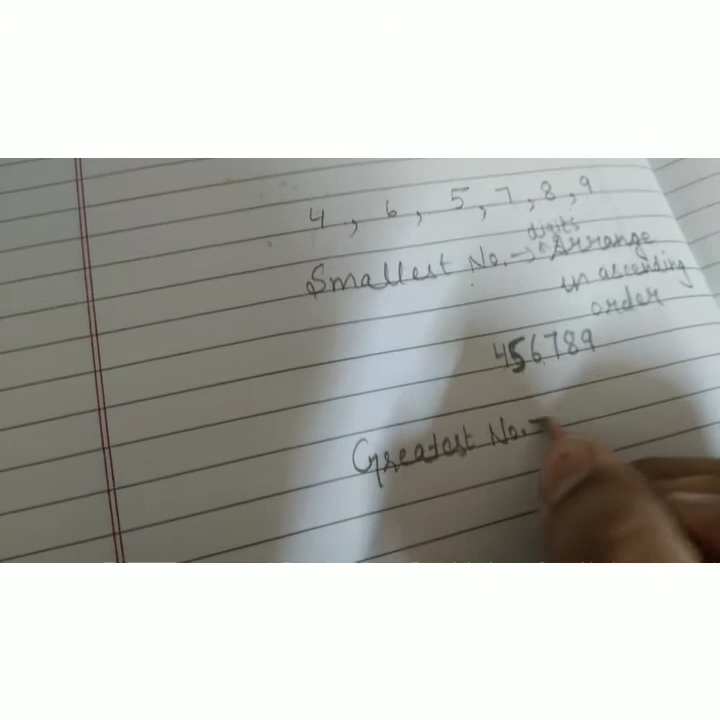 4 , 6 , 5 , 7 , 8 , 9
digits
Smallest No. → Arrange
in ascending
order
456789
Greatest No. -